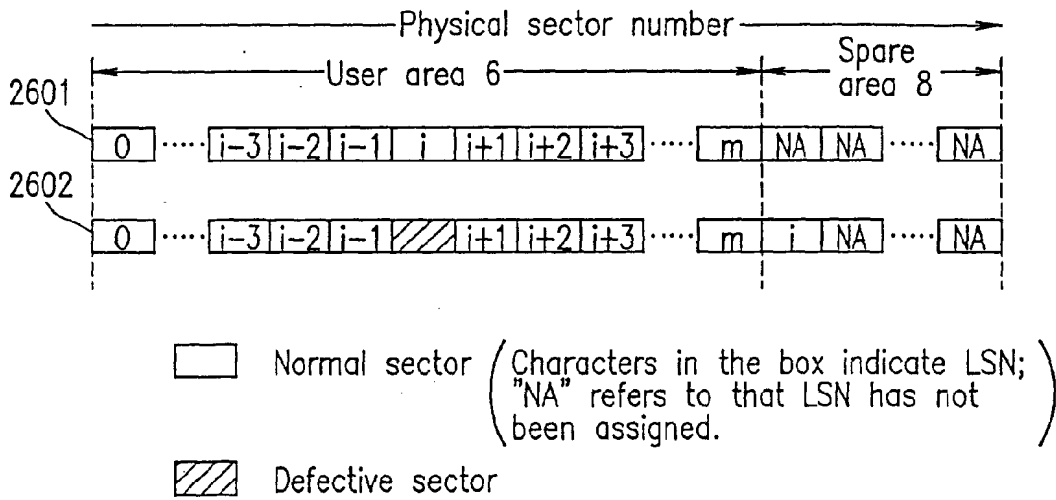 Physical sector number
User area 6
Spare
area 8
2601
0 ..... i-3 i-2 i-1 i i+1 i+2 i+3 ..... m NA NA ..... NA
2602
0 ..... i-3 i-2 i-1 i+1 i+2 i+3 ..... m i NA ..... NA
Normal sector (Characters in the box indicate LSN;
"NA" refers to that LSN has not
been assigned.)
Defective sector